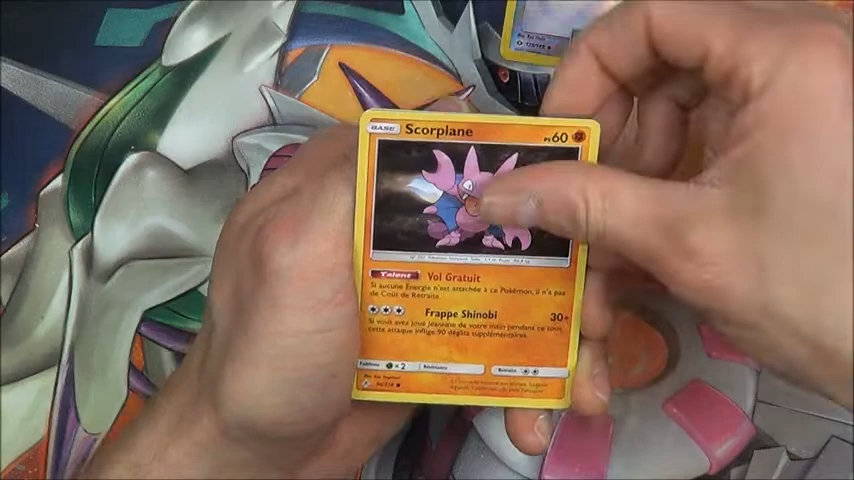 BASE Scorplane PV60
Talent Vol Gratuit
Si aucune Énergie n'est attachée à ce Pokémon, il n'a pas
de Coût de Retraite.
Frappe Shinobi 30+
Si vous avez joué Jeannine de votre main pendant ce tour,
cette attaque inflige 90 dégâts supplémentaires.
Faiblesse ×2 Résistance Retraite